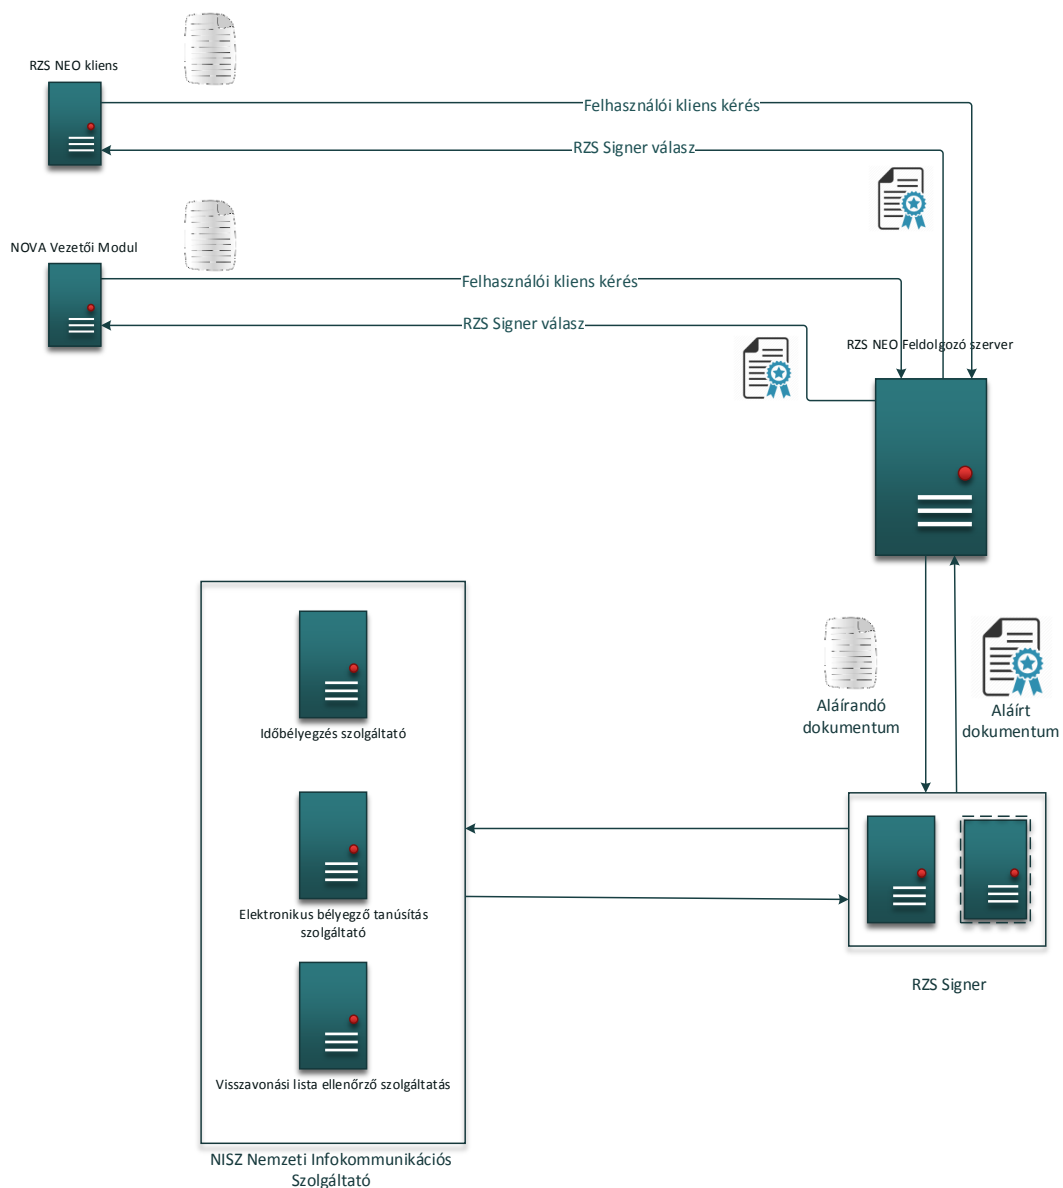 RZS NEO kliens
Felhasználói kliens kérés
RZS Signer válasz
NOVA Vezetői Modul
Felhasználói kliens kérés
RZS Signer válasz
RZS NEO Feldolgozó szerver
Időbélyegzés szolgáltató
Aláírandó
dokumentum
Aláírt
dokumentum
Elektronikus bélyegző tanúsítás
szolgáltató
RZS Signer
Visszavonási lista ellenőrző szolgáltatás
NISZ Nemzeti Infokommunikációs
Szolgáltató